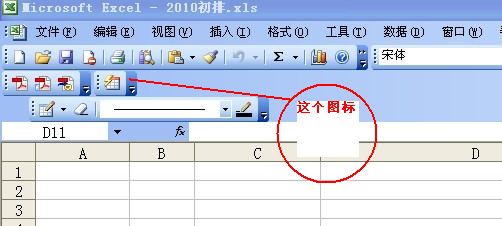 Microsoft Excel - 2010初排.xls
文件(F) 编辑(E) 视图(V) 插入(I) 格式(O) 工具(T) 数据(D) 窗口(W)
Σ 宋体
这个图标
D11 fx
A B C D
1
2
3